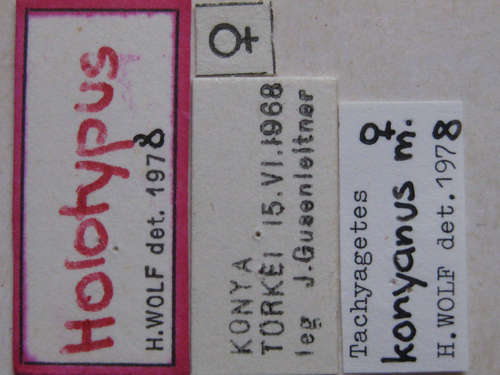 Holotypus
H.WOLF det. 1978
♀
KONYA
TÜRKEI 15.VI.1968
leg J.Gusenleitner
Tachyagetes
♀
konyanus m.
H.WOLF det.1978